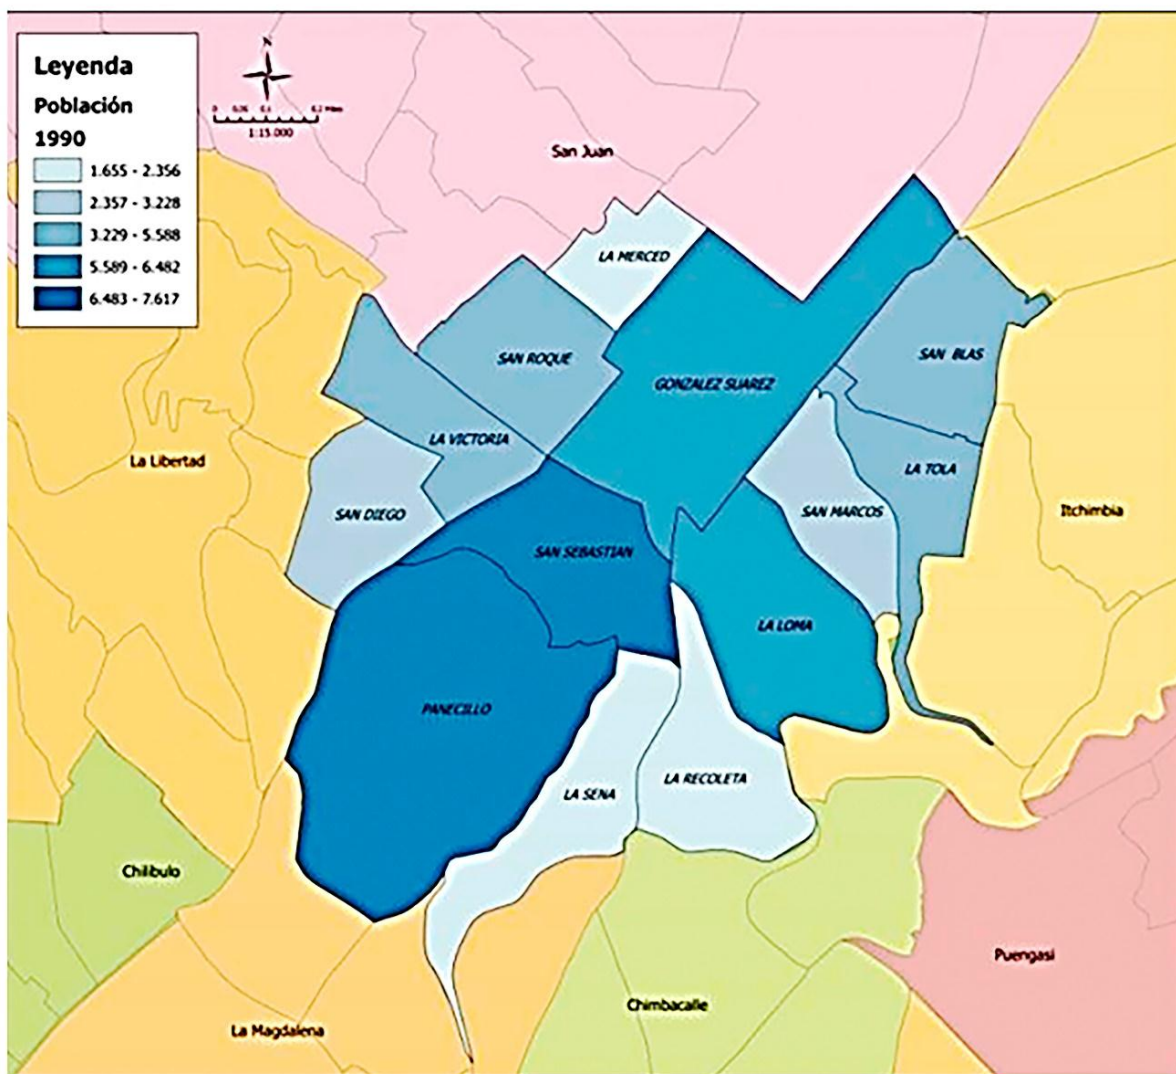 Leyenda
Población
1990
1.655 - 2.356
2.357 - 3.228
3.229 - 5.588
5.589 - 6.482
6.483 - 7.617
N
1:15.000
San Juan
LA MERCED
SAN ROQUE
GONZALEZ SUAREZ
SAN BLAS
LA VICTORIA
La Libertad
LA TOLA
SAN DIEGO
SAN MARCOS
Itchimbia
SAN SEBASTIAN
LA LOMA
PANECILLO
LA RECOLETA
LA SENA
Chilibulo
Puengasi
Chimbacalle
La Magdalena